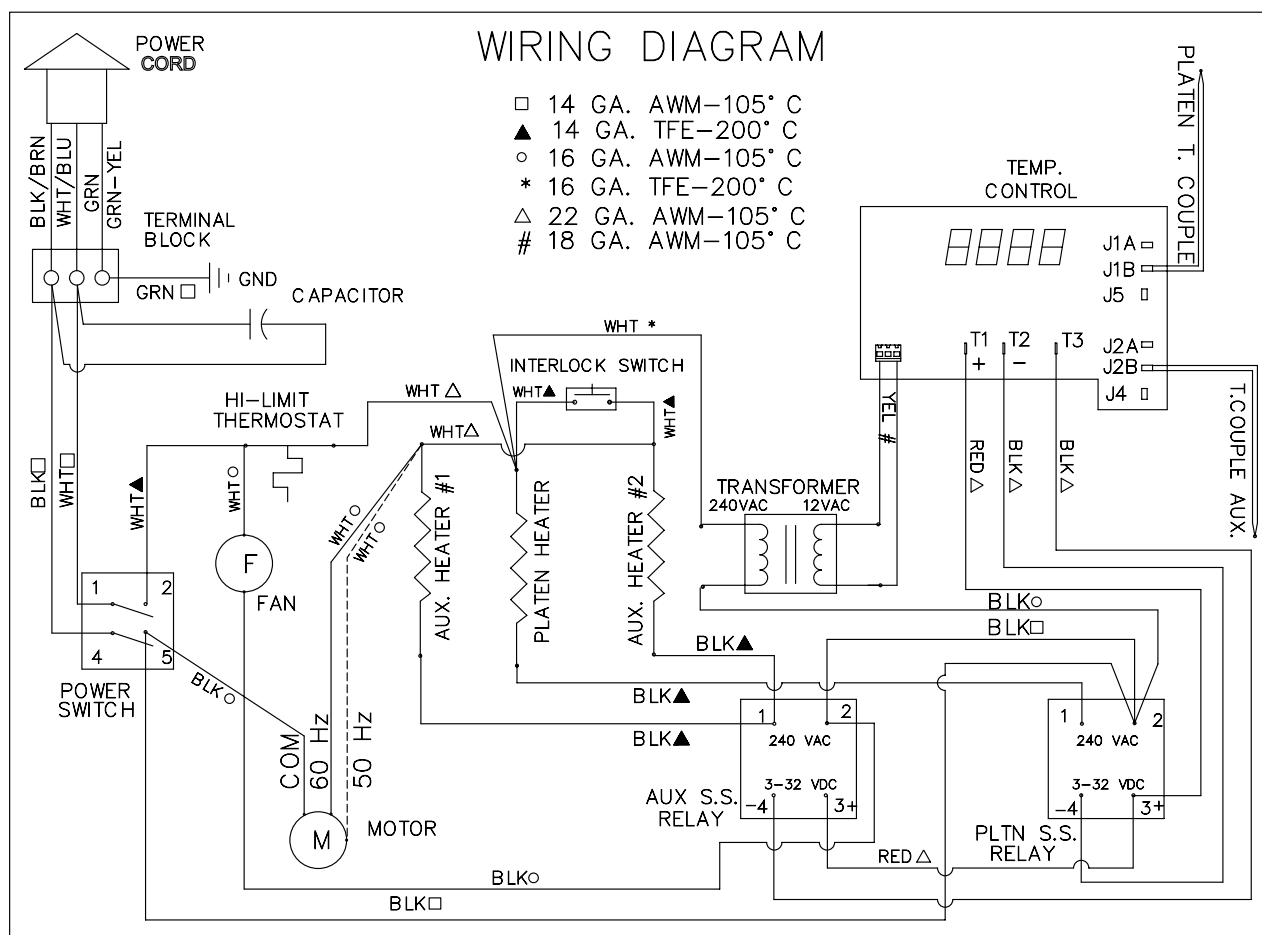 WIRING DIAGRAM
POWER
CORD
□ 14 GA. AWM-105° C
▲ 14 GA. TFE-200° C
○ 16 GA. AWM-105° C
* 16 GA. TFE-200° C
△ 22 GA. AWM-105° C
# 18 GA. AWM-105° C
BLK/BRN
WHT/BLU
GRN
GRN-YEL
TERMINAL
BLOCK
GND
GRN □
CAPACITOR
TEMP.
CONTROL
PLATEN T. COUPLE
J1A
J1B
J5
J2A
J2B
J4
T1
+
T2
-
T3
T.COUPLE AUX.
WHT *
INTERLOCK SWITCH
WHT▲
WHT▲
WHT △
WHT△
HI-LIMIT
THERMOSTAT
BLK□
WHT□
WHT▲
WHT○
WHT○
WHT○
F
FAN
AUX. HEATER #1
PLATEN HEATER
AUX. HEATER #2
TRANSFORMER
240VAC
12VAC
YEL #
RED△
BLK△
BLK△
1
2
4
5
POWER
SWITCH
BLK○
COM
60 Hz
50 Hz
M
MOTOR
BLK○
BLK□
BLK▲
BLK▲
BLK▲
1
2
240 VAC
3-32 VDC
-4
3+
AUX S.S.
RELAY
1
2
240 VAC
3-32 VDC
-4
3+
PLTN S.S.
RELAY
RED △
BLK○
BLK□